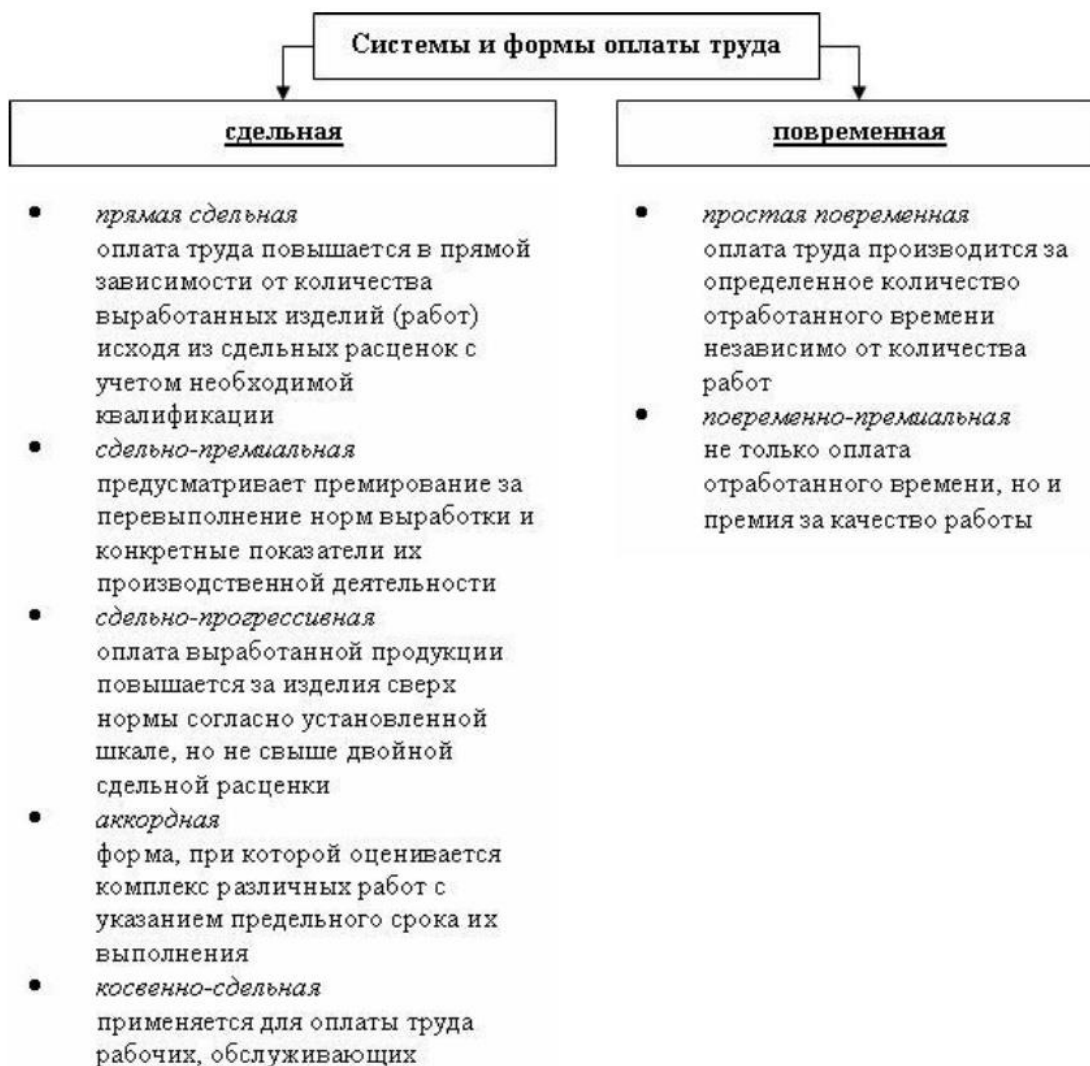 Системы и формы оплаты труда
сдельная
повременная
• прямая сдельная
оплата труда повышается в прямой
зависимости от количества
выработанных изделий (работ)
исходя из сдельных расценок с
учетом необходимой
квалификации
• сдельно-премиальная
предусматривает премирование за
перевыполнение норм выработки и
конкретные показатели их
производственной деятельности
• сдельно-прогрессивная
оплата выработанной продукции
повышается за изделия сверх
нормы согласно установленной
шкале, но не свыше двойной
сдельной расценки
• аккордная
форма, при которой оценивается
комплекс различных работ с
указанием предельного срока их
выполнения
• косвенно-сдельная
применяется для оплаты труда
рабочих, обслуживающих
• простая повременная
оплата труда производится за
определенное количество
отработанного времени
независимо от количества
работ
• повременно-премиальная
не только оплата
отработанного времени, но и
премия за качество работы